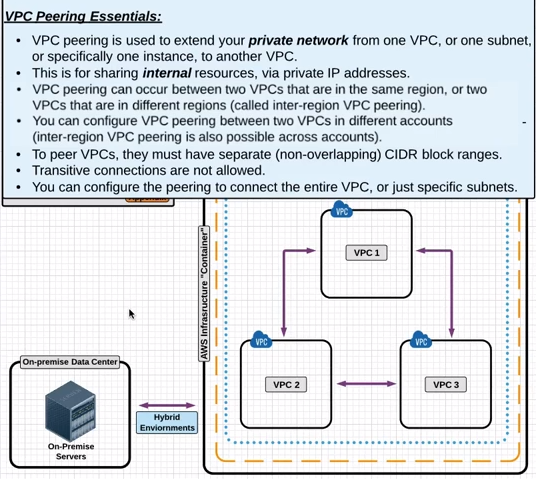 VPC Peering Essentials:
• VPC peering is used to extend your private network from one VPC, or one subnet,
or specifically one instance, to another VPC.
• This is for sharing internal resources, via private IP addresses.
• VPC peering can occur between two VPCs that are in the same region, or two
VPCs that are in different regions (called inter-region VPC peering).
• You can configure VPC peering between two VPCs in different accounts
(inter-region VPC peering is also possible across accounts).
• To peer VPCs, they must have separate (non-overlapping) CIDR block ranges.
• Transitive connections are not allowed.
• You can configure the peering to connect the entire VPC, or just specific subnets.
AWS Infrasructure "Container"
VPC
VPC 1
VPC
VPC 2
VPC
VPC 3
On-premise Data Center
On-Premise
Servers
Hybrid
Enviornments